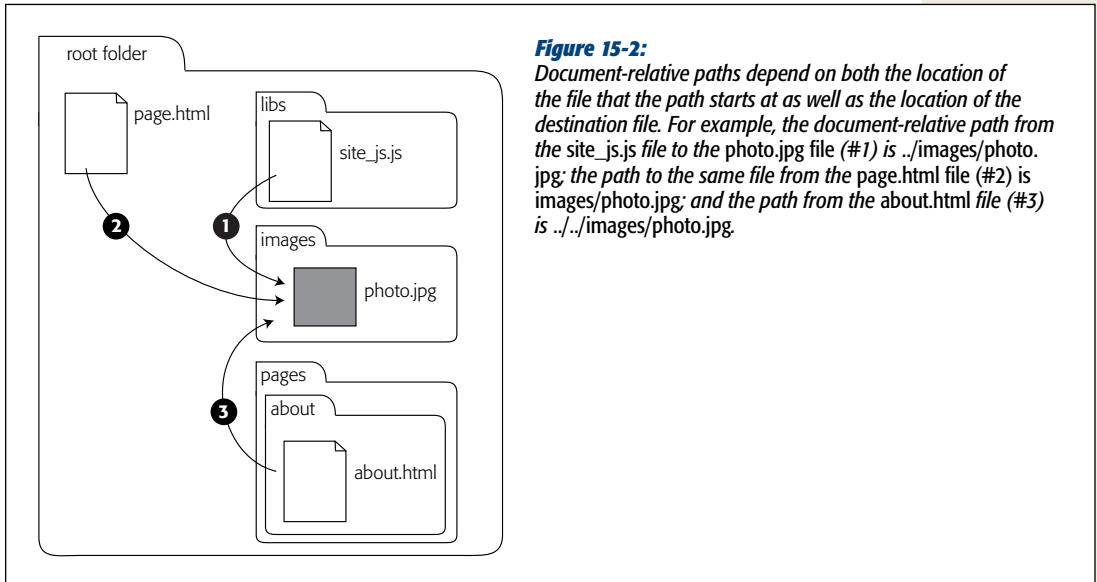 root folder
page.html
libs
site_js.js
2
1
images
photo.jpg
pages
3
about
about.html
Figure 15-2:
Document-relative paths depend on both the location of
the file that the path starts at as well as the location of the
destination file. For example, the document-relative path from
the site_js.js file to the photo.jpg file (#1) is ../images/photo.
jpg; the path to the same file from the page.html file (#2) is
images/photo.jpg; and the path from the about.html file (#3)
is ../../images/photo.jpg.